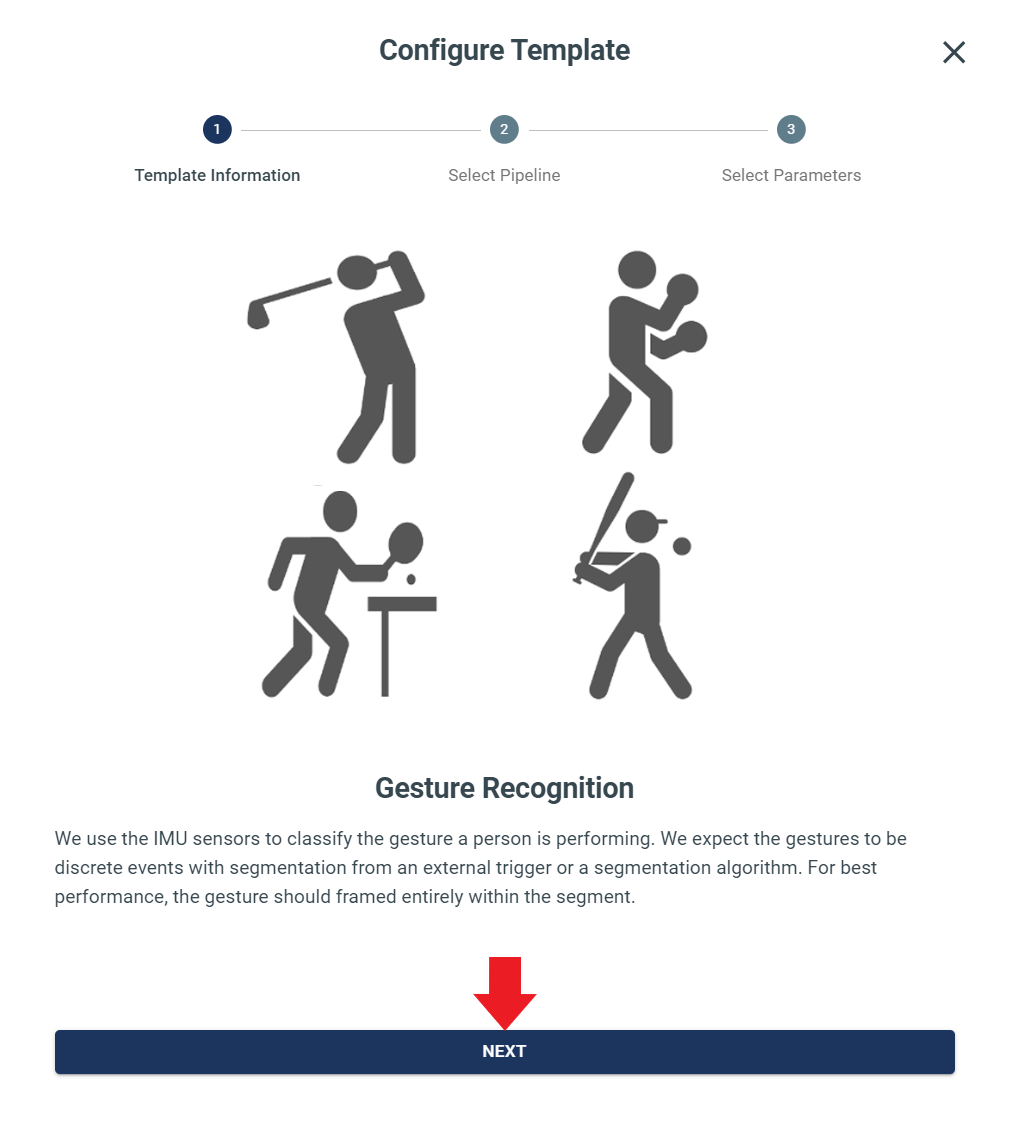 Configure Template
1 2 3
Template Information Select Pipeline Select Parameters
Gesture Recognition
We use the IMU sensors to classify the gesture a person is performing. We expect the gestures to be
discrete events with segmentation from an external trigger or a segmentation algorithm. For best
performance, the gesture should framed entirely within the segment.
NEXT